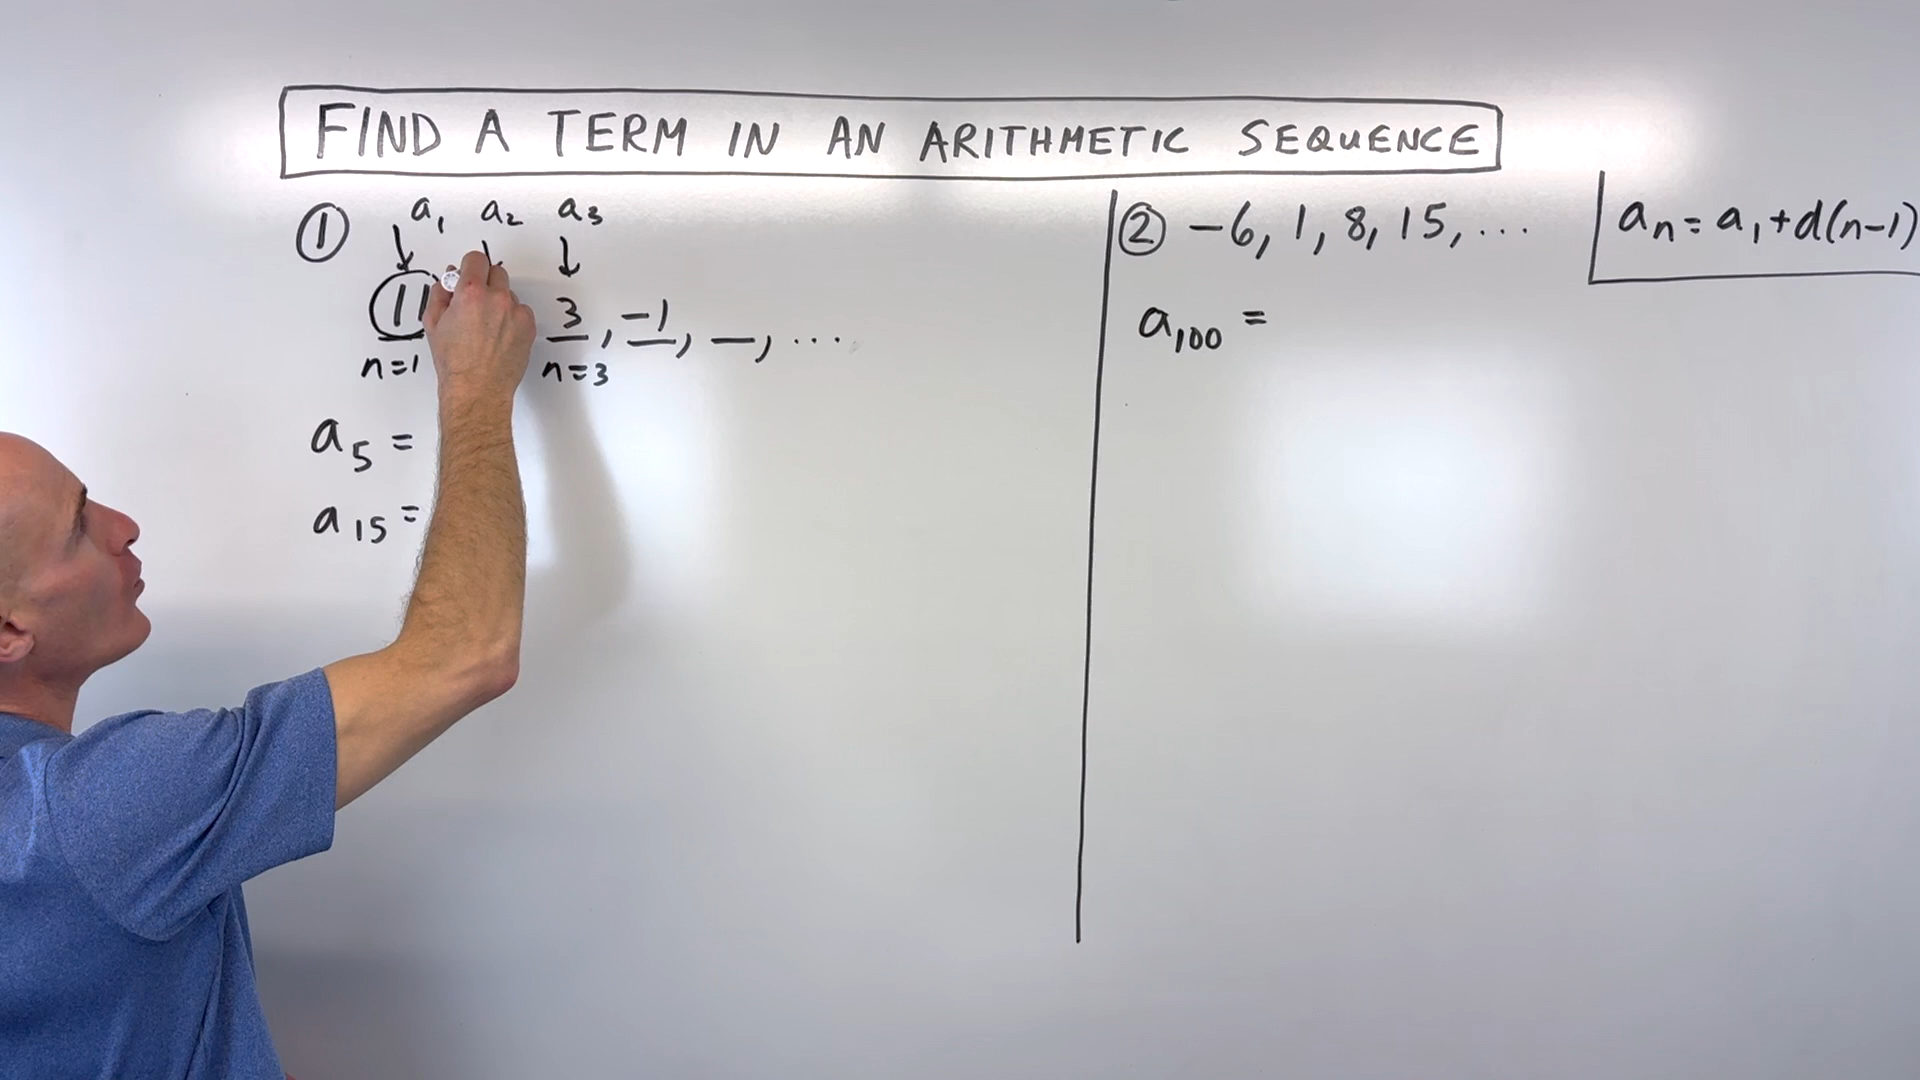 FIND A TERM IN AN ARITHMETIC SEQUENCE
① a₁ a₂ a₃
11 3, -1, _, ...
n=1 n=3
a₅ =
a₁₅ =
② -6, 1, 8, 15, ...
a₁₀₀ =
aₙ = a₁+d(n-1)